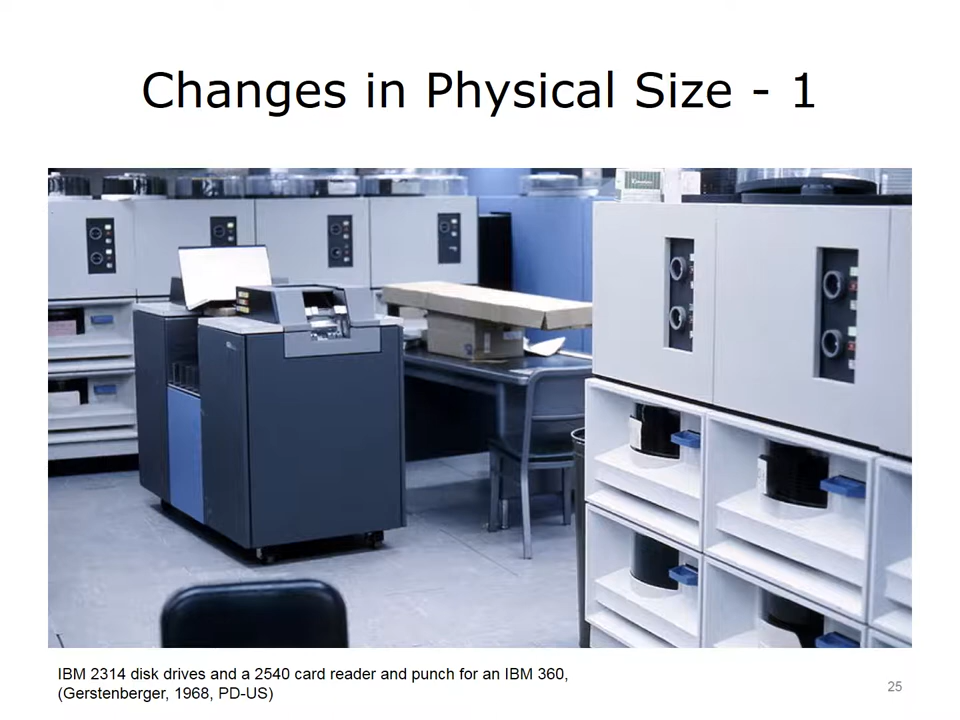 Changes in Physical Size - 1
IBM 2314 disk drives and a 2540 card reader and punch for an IBM 360,
(Gerstenberger, 1968, PD-US)
25